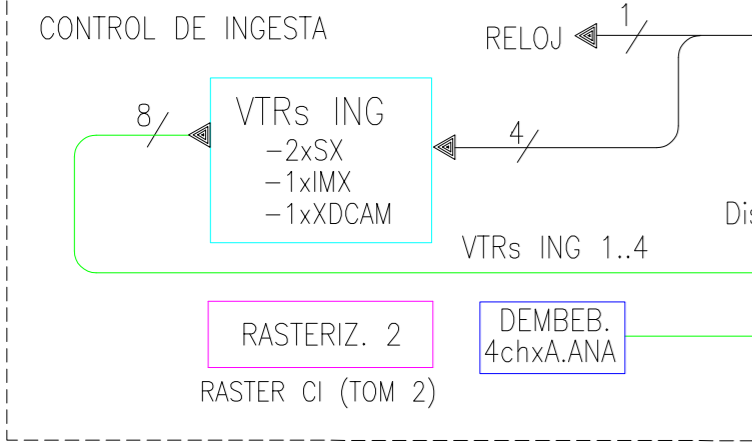 CONTROL DE INGESTA
RELOJ
1
8
VTRs ING
-2xSX
-1xIMX
-1xXDCAM
4
Dis
VTRs ING 1..4
RASTERIZ. 2
DEMBEB.
4chxA.ANA
RASTER CI (TOM 2)